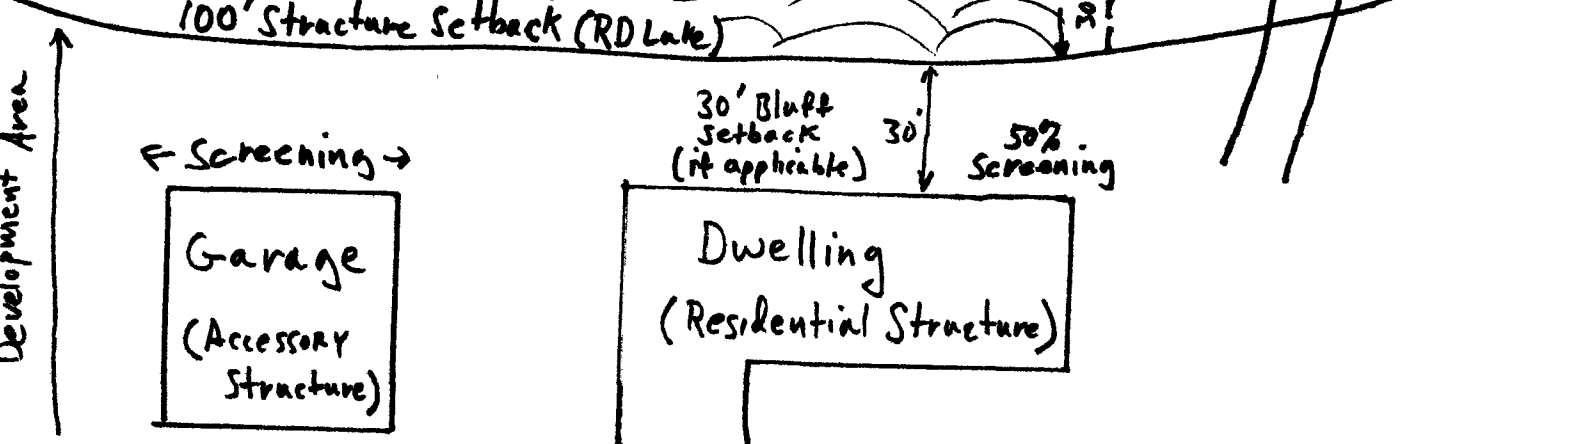 100' Structure Setback (RD Lake)
Development Area
← Screening →
30' Bluff
Setback
(if applicable)
30'
50%
Screening
Garage
(Accessory
Structure)
Dwelling
(Residential Structure)